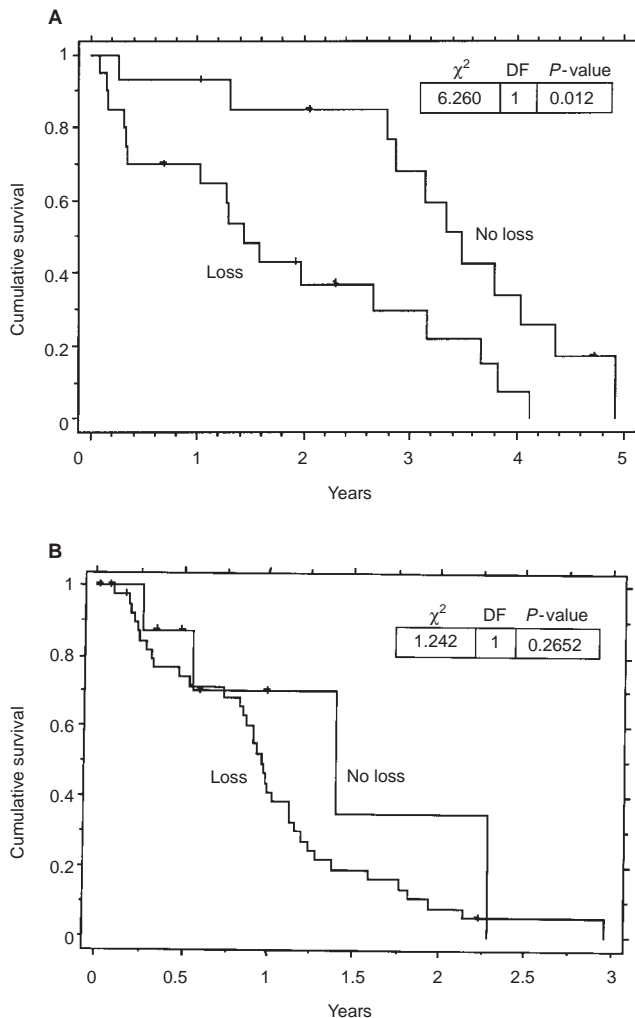 A
χ² DF P-value
6.260 1 0.012
1
0.8
0.6
0.4
0.2
0
Cumulative survival
No loss
Loss
0 1 2 3 4 5
Years
B
χ² DF P-value
1.242 1 0.2652
1
0.8
0.6
0.4
0.2
0
Cumulative survival
Loss
No loss
0 0.5 1 1.5 2 2.5 3
Years